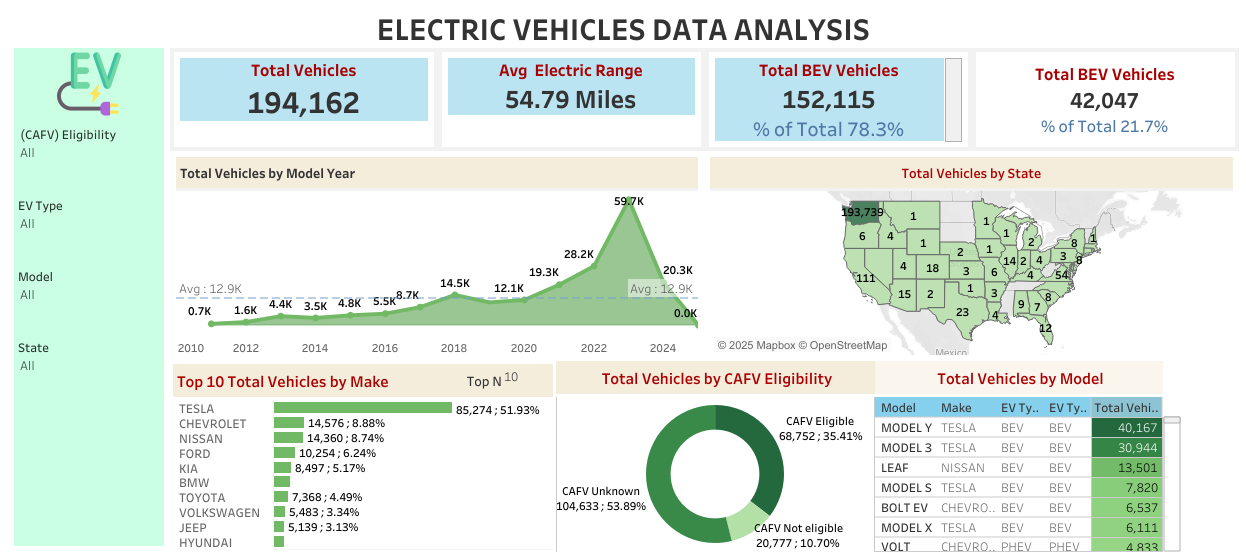 ELECTRIC VEHICLES DATA ANALYSIS
EV
(CAFV) Eligibility
All
EV Type
All
Model
All
State
All
Total Vehicles
194,162
Avg Electric Range
54.79 Miles
Total BEV Vehicles
152,115
% of Total 78.3%
Total BEV Vehicles
42,047
% of Total 21.7%
Total Vehicles by Model Year
59.7K
28.2K
20.3K
19.3K
14.5K
12.1K
8.7K
5.5K
4.8K
3.5K
4.4K
1.6K
0.7K
0.0K
Avg : 12.9K
Avg : 12.9K
2010 2012 2014 2016 2018 2020 2022 2024
Total Vehicles by State
193,739 1 1 1 2 8 1
6 4 1 2 1 14 2 4 3 8
111 4 18 3 6 4 54
15 2 1 3 9 7 8
23 4 12
© 2025 Mapbox © OpenStreetMap
Mexico
Top 10 Total Vehicles by Make
Top N 10
TESLA 85,274 ; 51.93%
CHEVROLET 14,576 ; 8.88%
NISSAN 14,360 ; 8.74%
FORD 10,254 ; 6.24%
KIA 8,497 ; 5.17%
BMW
TOYOTA 7,368 ; 4.49%
VOLKSWAGEN 5,483 ; 3.34%
JEEP 5,139 ; 3.13%
HYUNDAI
Total Vehicles by CAFV Eligibility
CAFV Eligible
68,752 ; 35.41%
CAFV Unknown
104,633 ; 53.89%
CAFV Not eligible
20,777 ; 10.70%
Total Vehicles by Model
Model Make EV Ty.. EV Ty.. Total Vehi..
MODEL Y TESLA BEV BEV 40,167
MODEL 3 TESLA BEV BEV 30,944
LEAF NISSAN BEV BEV 13,501
MODEL S TESLA BEV BEV 7,820
BOLT EV CHEVRO.. BEV BEV 6,537
MODEL X TESLA BEV BEV 6,111
VOLT CHEVRO.. PHEV PHEV 4,833